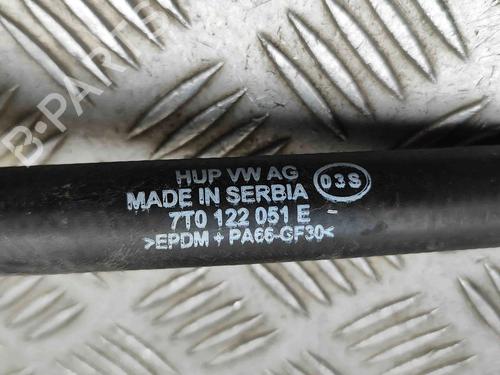 B-PARTS
HUP VW AG
MADE IN SERBIA 03S
7T0 122 051 E
>EPDM + PA66-GF30<